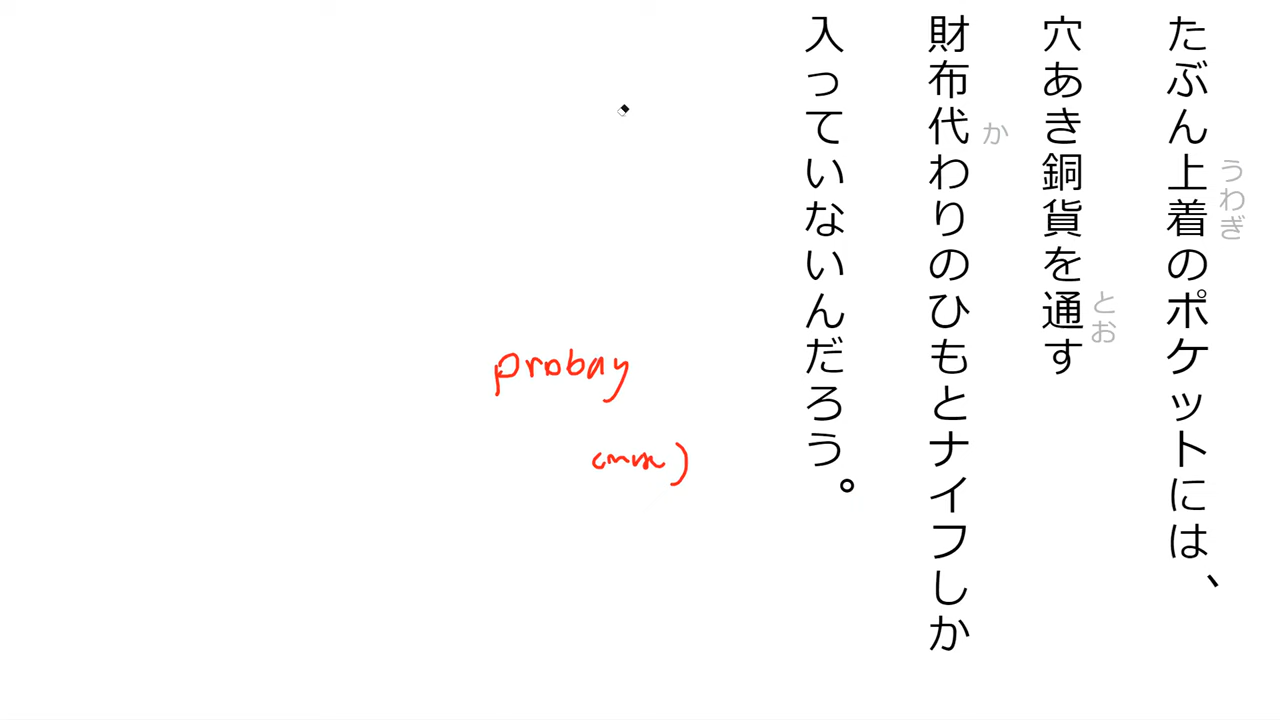 たぶん上着のポケットには、
うわぎ
穴あき銅貨を通す
とお
財布代わりのひもとナイフしか
か
入っていないんだろう。
probay